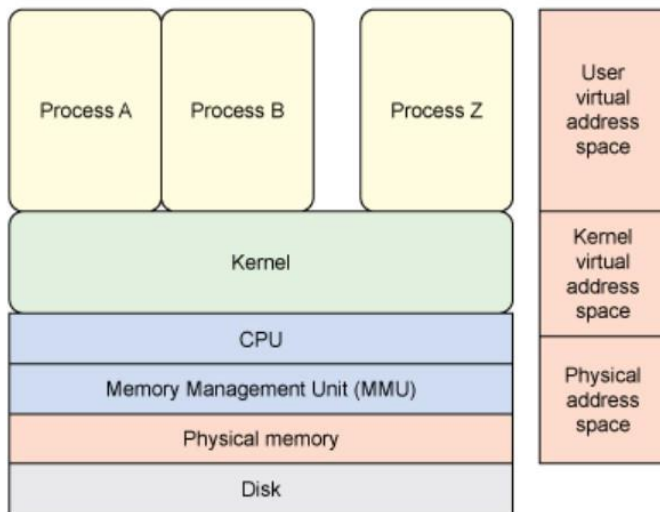 Process A
Process B
Process Z
User
virtual
address
space
Kernel
Kernel
virtual
address
space
CPU
Memory Management Unit (MMU)
Physical
address
space
Physical memory
Disk